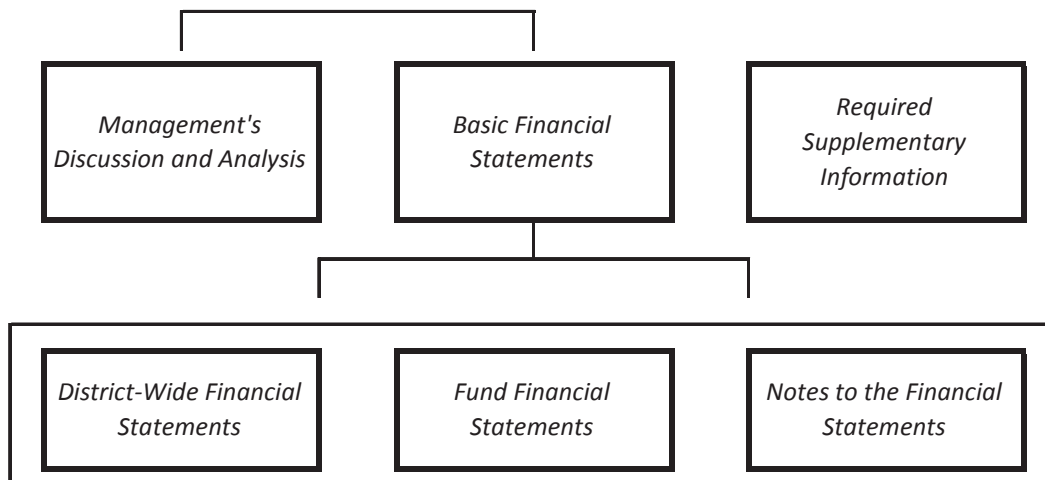 Management's
Discussion and Analysis
Basic Financial
Statements
Required
Supplementary
Information
District-Wide Financial
Statements
Fund Financial
Statements
Notes to the Financial
Statements